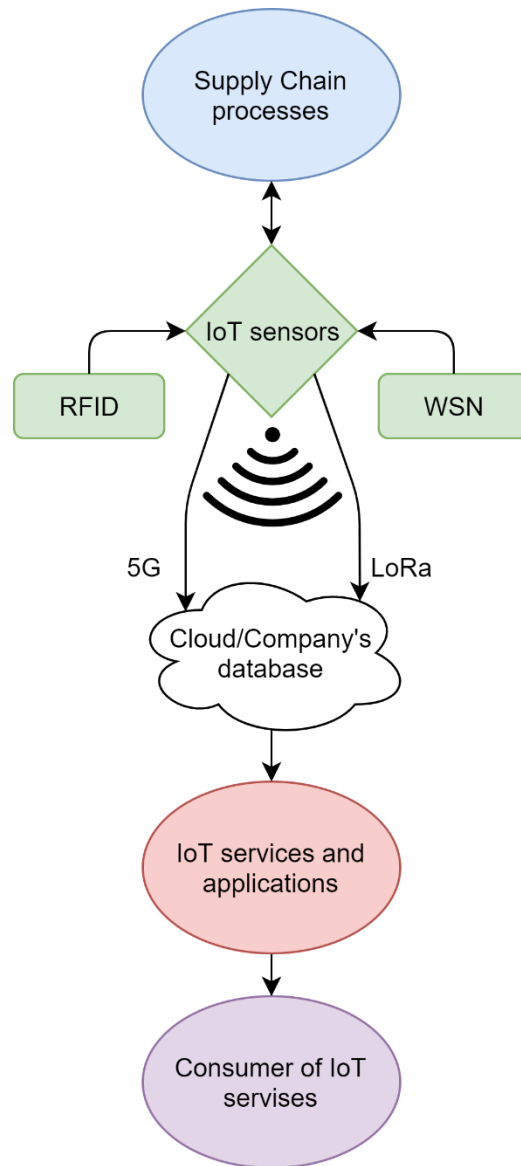 Supply Chain
processes
IoT sensors
RFID
WSN
5G
LoRa
Cloud/Company's
database
IoT services and
applications
Consumer of IoT
servises